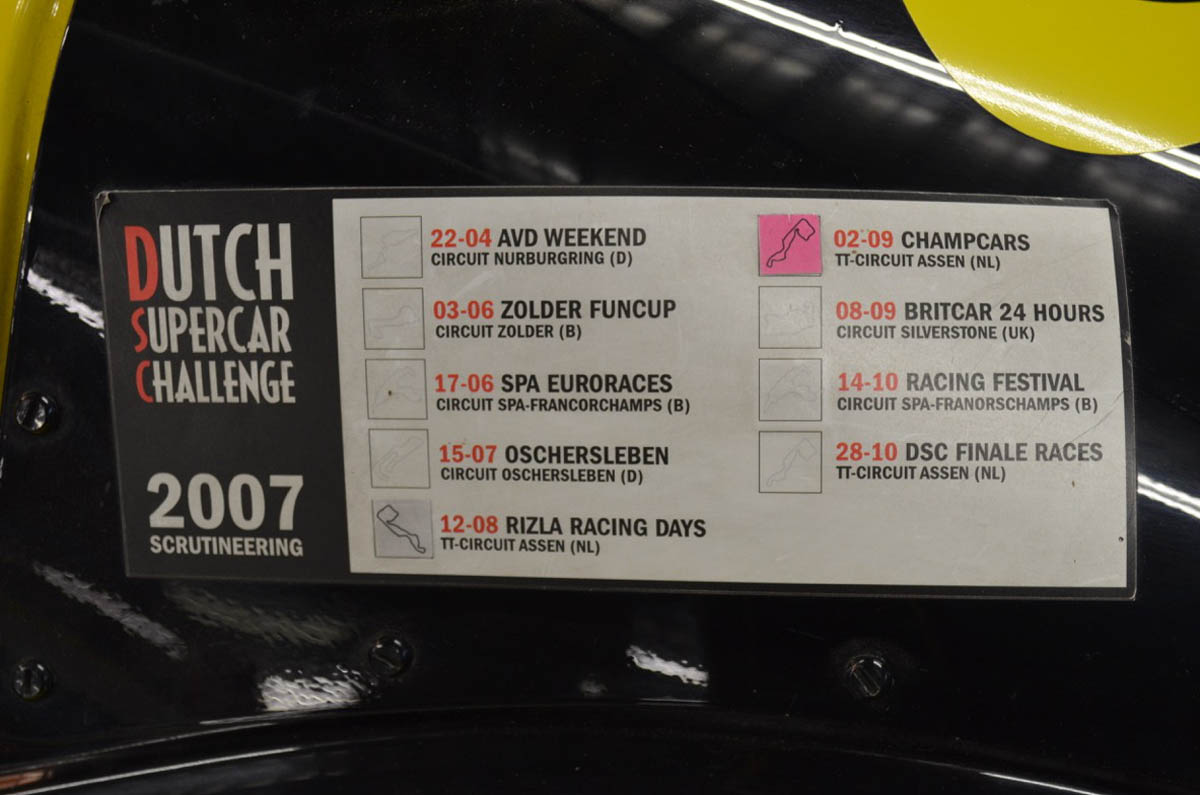 DUTCH
SUPERCAR
CHALLENGE
2007
SCRUTINEERING
22-04 AVD WEEKEND
CIRCUIT NURBURGRING (D)
03-06 ZOLDER FUNCUP
CIRCUIT ZOLDER (B)
17-06 SPA EURORACES
CIRCUIT SPA-FRANCORCHAMPS (B)
15-07 OSCHERSLEBEN
CIRCUIT OSCHERSLEBEN (D)
12-08 RIZLA RACING DAYS
TT-CIRCUIT ASSEN (NL)
02-09 CHAMPCARS
TT-CIRCUIT ASSEN (NL)
08-09 BRITCAR 24 HOURS
CIRCUIT SILVERSTONE (UK)
14-10 RACING FESTIVAL
CIRCUIT SPA-FRANORSCHAMPS (B)
28-10 DSC FINALE RACES
TT-CIRCUIT ASSEN (NL)